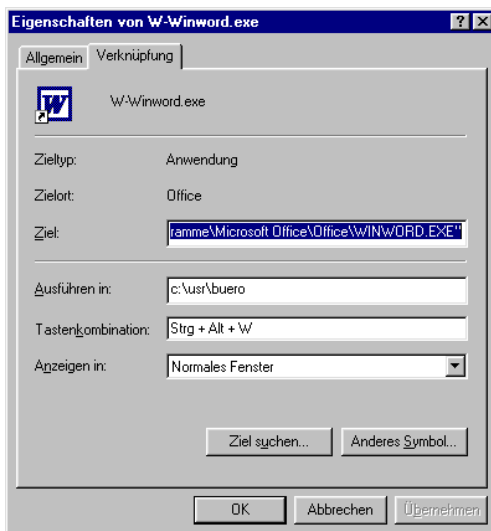 Eigenschaften von W-Winword.exe
Allgemein Verknüpfung
W-Winword.exe
Zieltyp: Anwendung
Zielort: Office
Ziel: ramme\Microsoft Office\Office\WINWORD.EXE"
Ausführen in: c:\usr\buero
Tastenkombination: Strg + Alt + W
Anzeigen in: Normales Fenster
Ziel suchen... Anderes Symbol...
OK Abbrechen Übernehmen